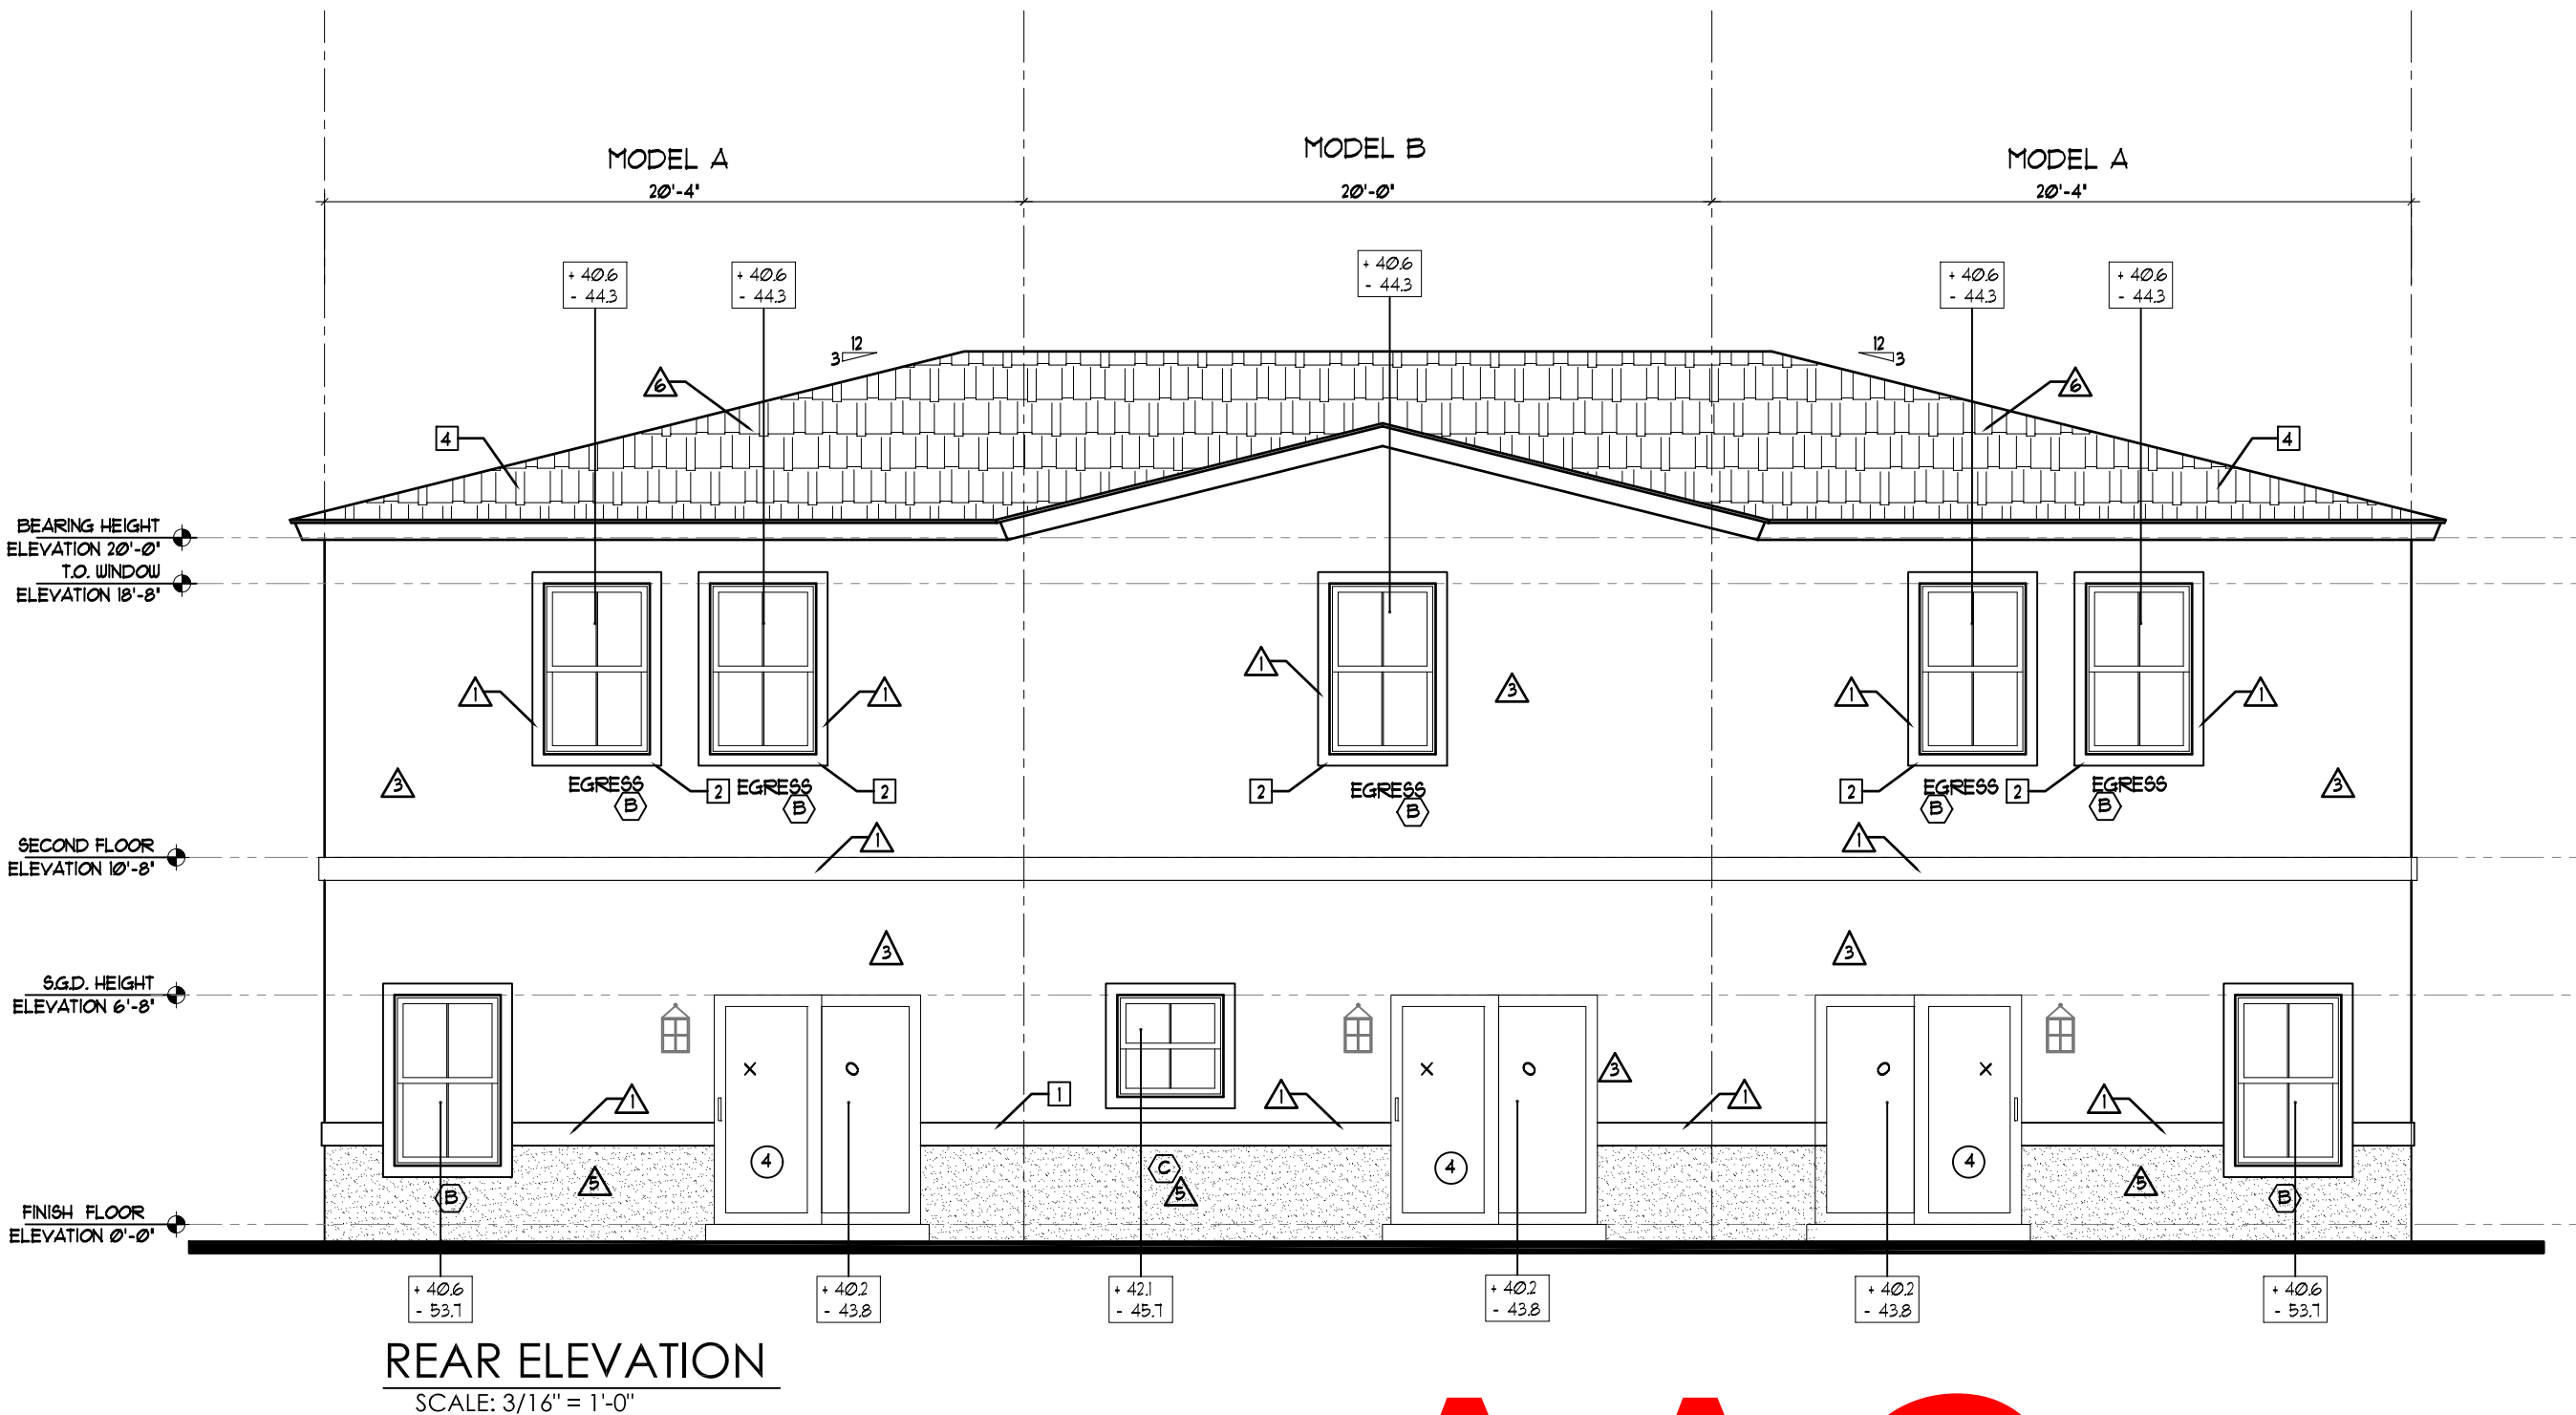 MODEL A
MODEL B
MODEL A
20'-4"
20'-0"
20'-4"
+ 40.6
- 44.3
+ 40.6
- 44.3
+ 40.6
- 44.3
+ 40.6
- 44.3
+ 40.6
- 44.3
12
3
12
3
6
6
4
4
BEARING HEIGHT
ELEVATION 20'-0"
T.O. WINDOW
ELEVATION 18'-8"
1
1
1
3
1
1
3
3
EGRESS
2
EGRESS
2
2
EGRESS
2
EGRESS
2
EGRESS
B
B
B
B
B
1
1
SECOND FLOOR
ELEVATION 10'-8"
3
3
S.G.D. HEIGHT
ELEVATION 6'-8"
X
O
X
O
3
O
X
1
1
1
1
1
4
C
4
4
B
5
5
5
B
FINISH FLOOR
ELEVATION 0'-0"
+ 40.6
- 53.7
+ 40.2
- 43.8
+ 42.1
- 45.7
+ 40.2
- 43.8
+ 40.2
- 43.8
+ 40.6
- 53.7
REAR ELEVATION
SCALE: 3/16" = 1'-0"